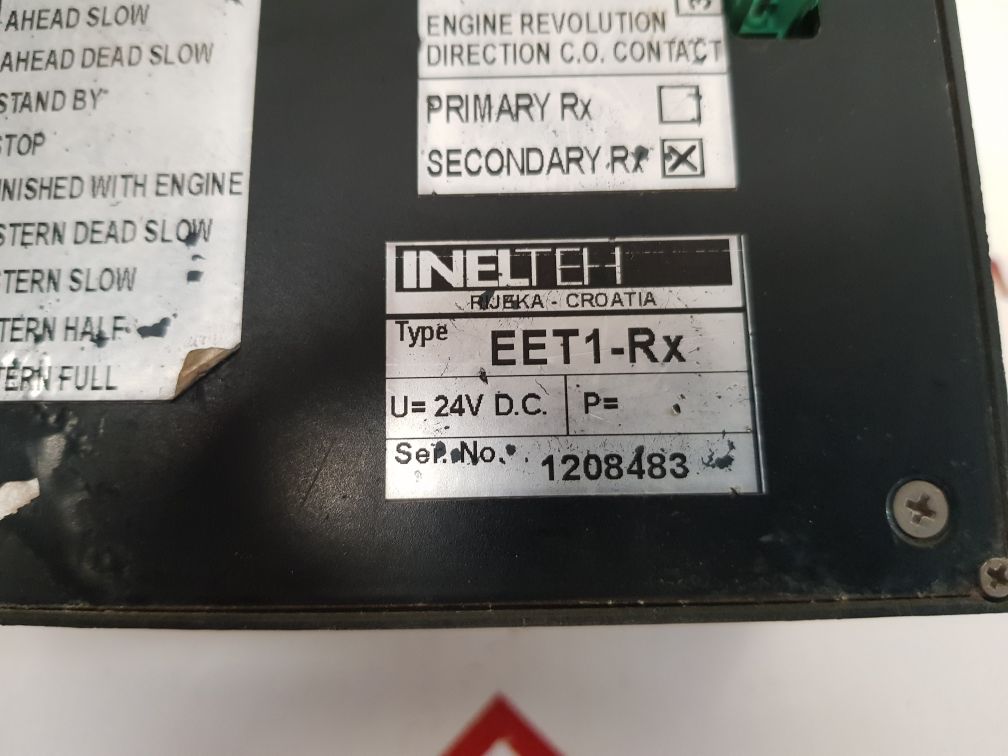 AHEAD SLOW
AHEAD DEAD SLOW
STAND BY
STOP
INISHED WITH ENGINE
STERN DEAD SLOW
TERN SLOW
TERN HALF
TERN FULL
ENGINE REVOLUTION
DIRECTION C.O. CONTACT
3
PRIMARY Rx
SECONDARY Rx
INELTEH
RIJEKA - CROATIA
Type EET1-Rx
U= 24V D.C. P=
Ser. No. 1208483